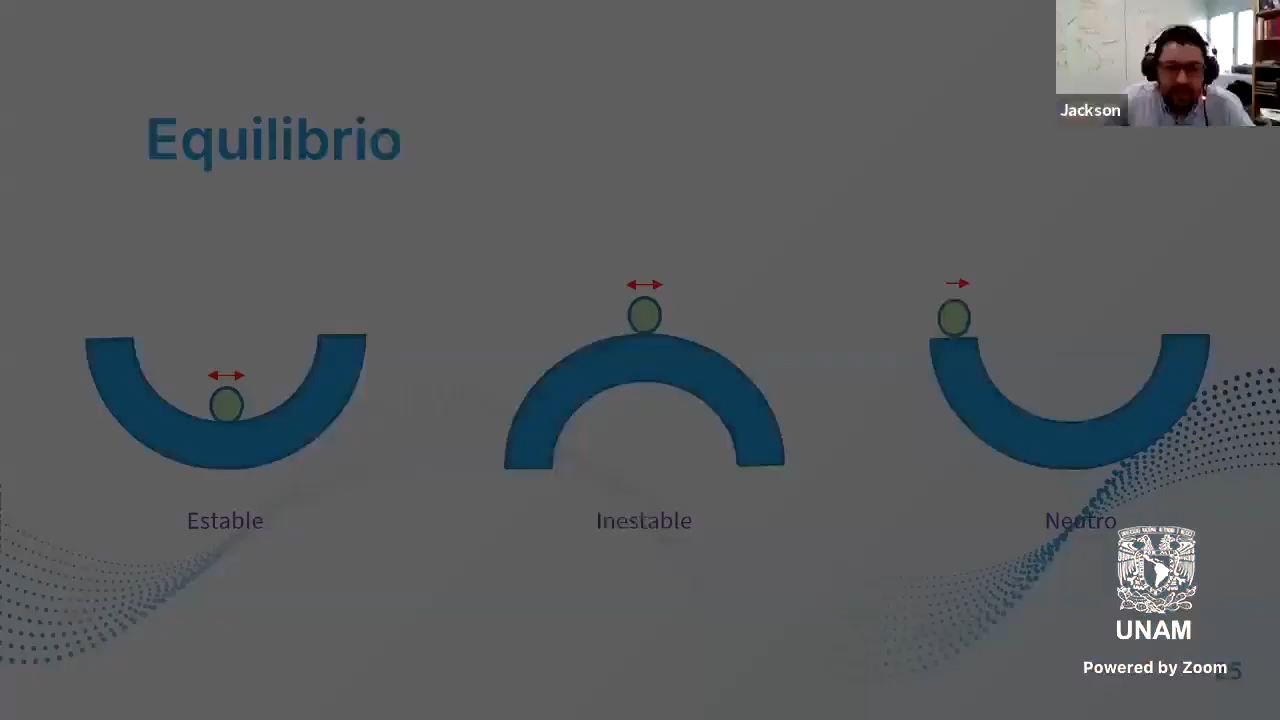 Jackson
Equilibrio
Estable
Inestable
Neutro
UNAM
Powered by Zoom